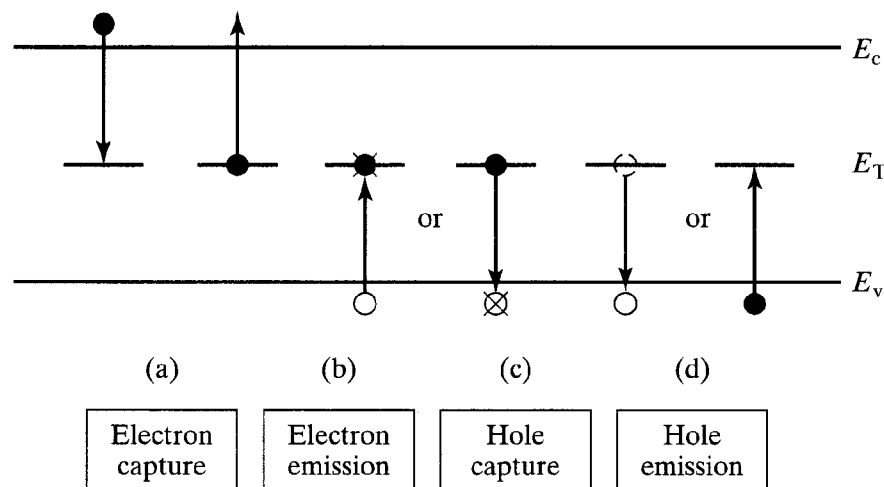 E_c
E_T
or or
E_v
(a) (b) (c) (d)
Electron capture
Electron emission
Hole capture
Hole emission